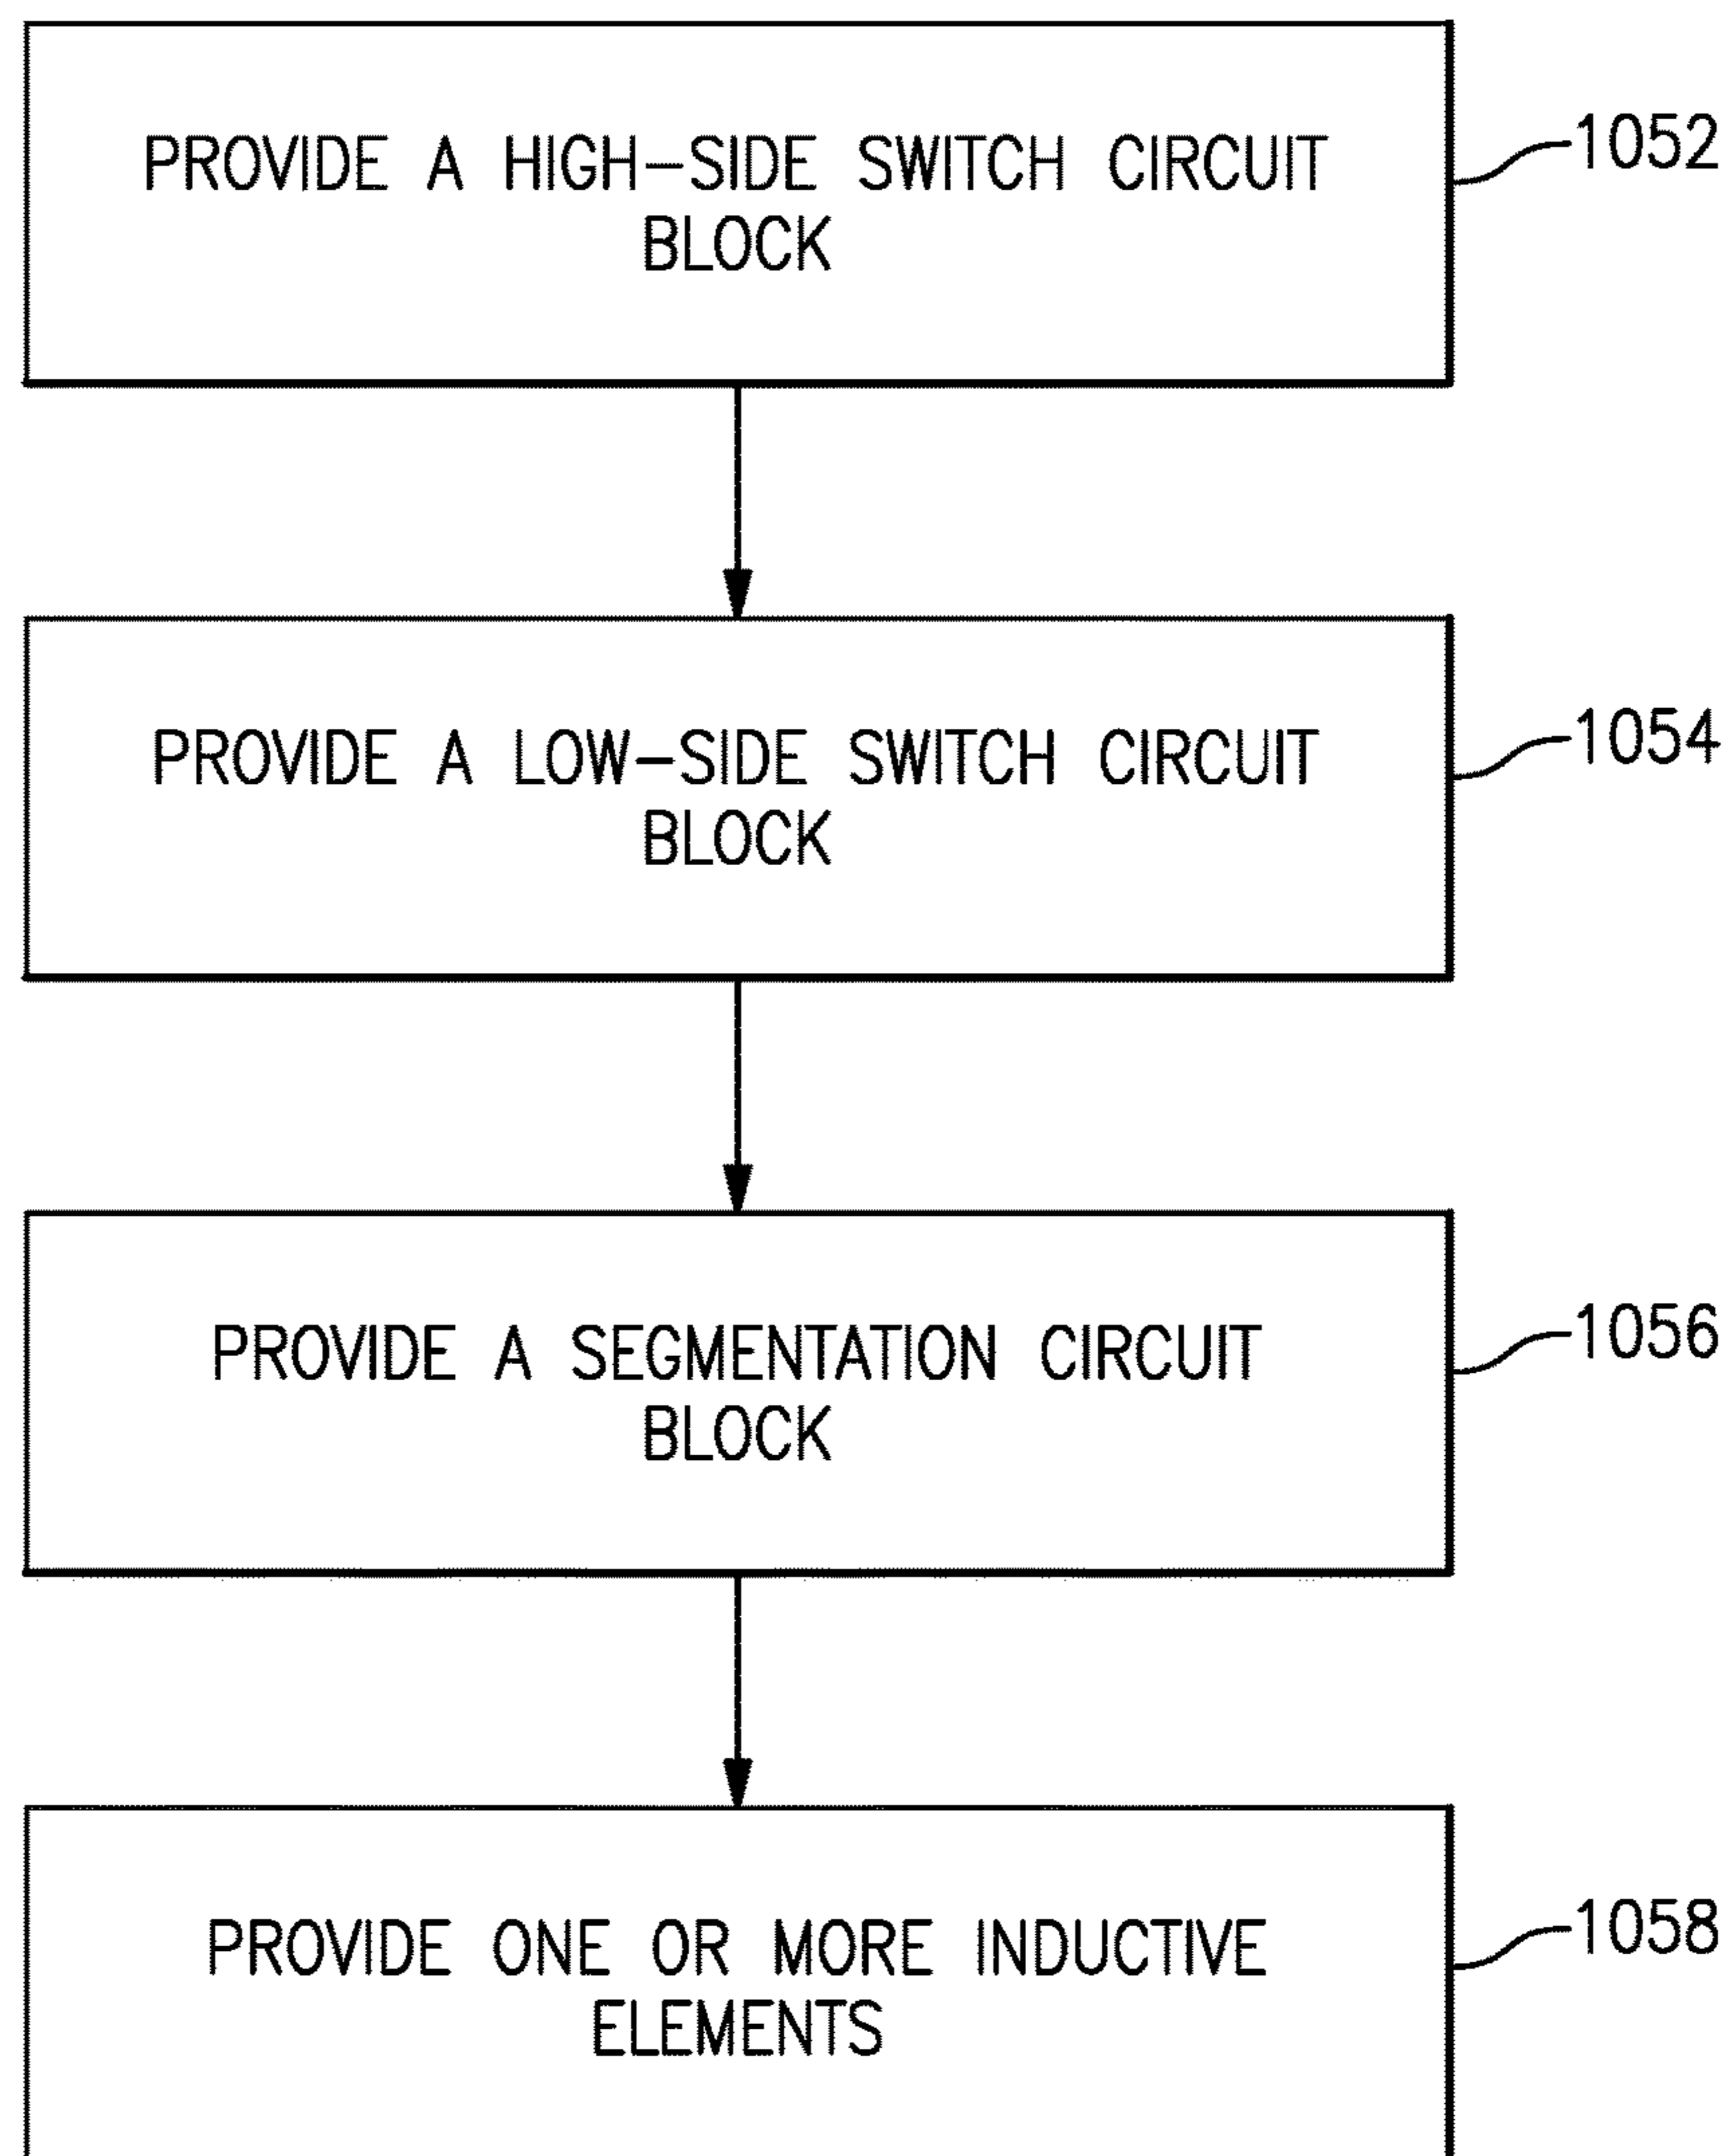 PROVIDE A HIGH-SIDE SWITCH CIRCUIT
BLOCK
1052
PROVIDE A LOW-SIDE SWITCH CIRCUIT
BLOCK
1054
PROVIDE A SEGMENTATION CIRCUIT
BLOCK
1056
PROVIDE ONE OR MORE INDUCTIVE
ELEMENTS
1058